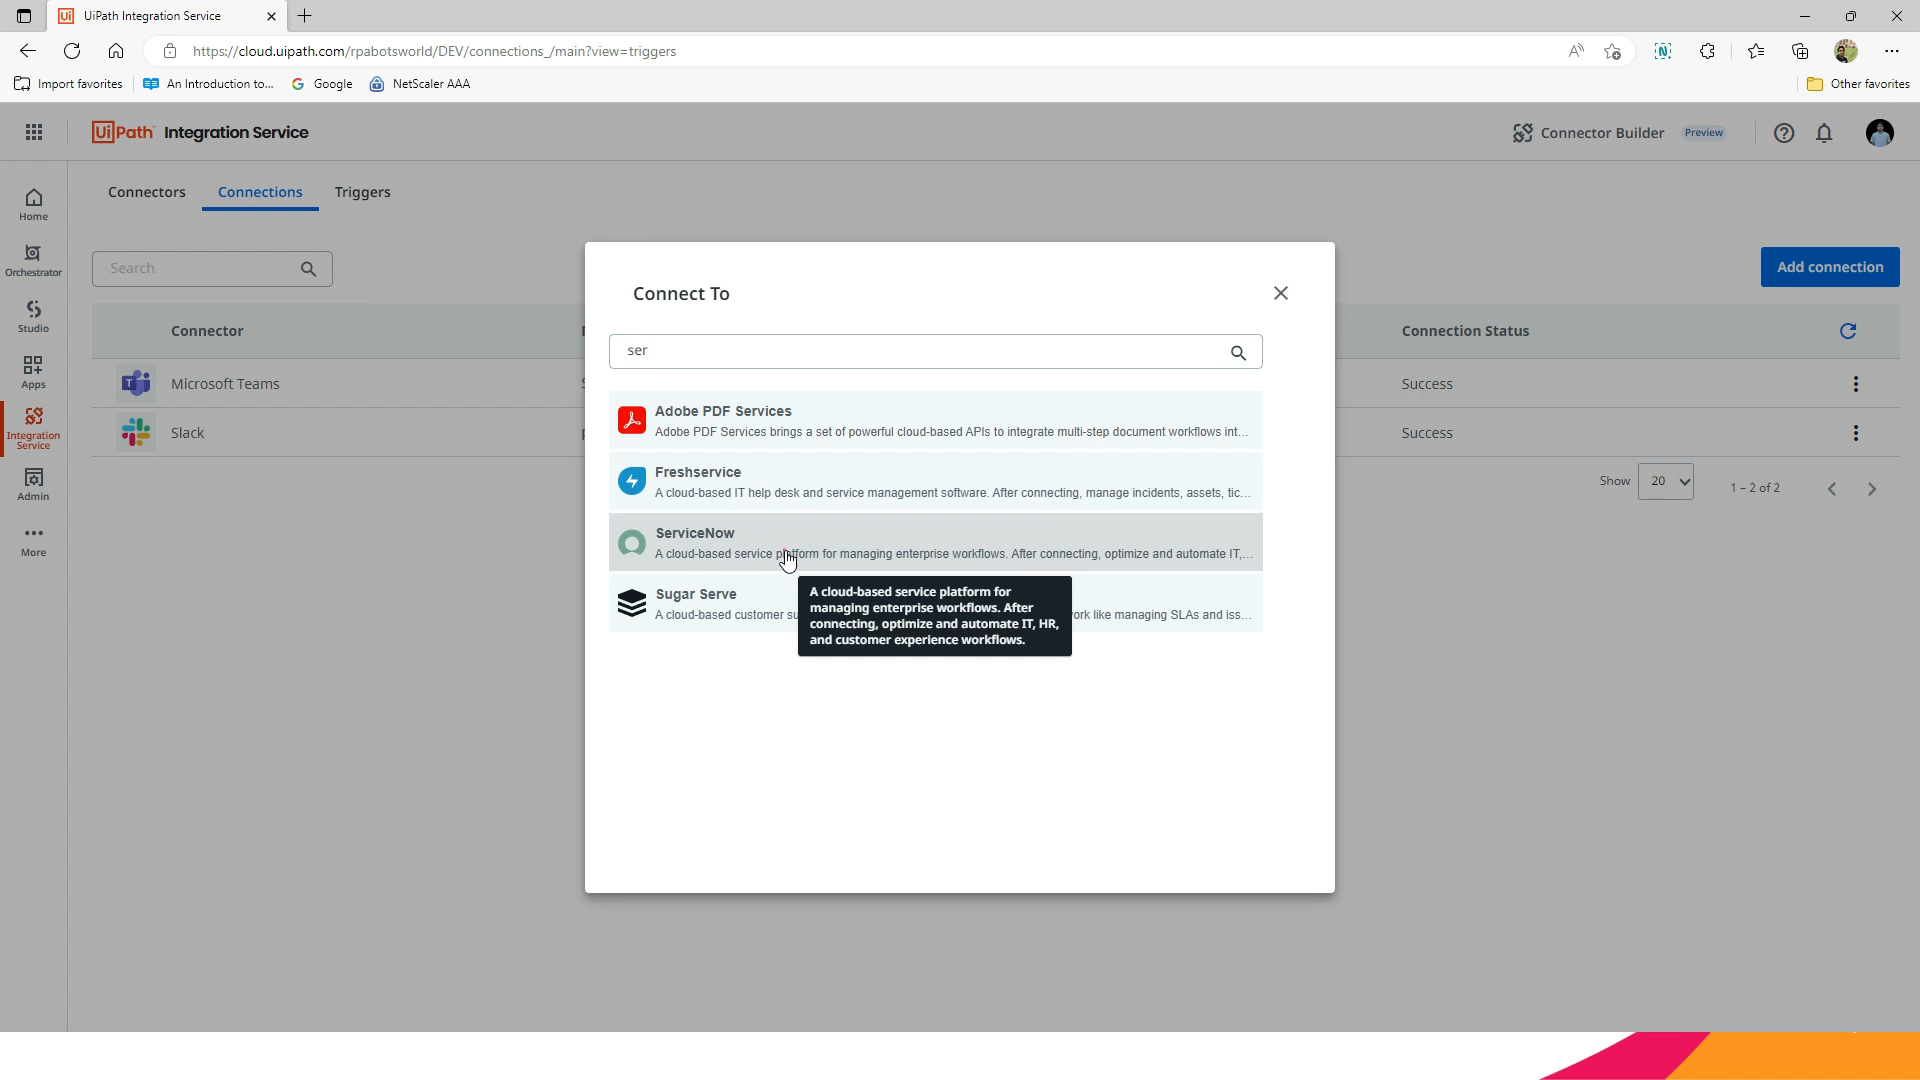 UiPath Integration Service
https://cloud.uipath.com/rpabotsworld/DEV/connections_/main?view=triggers
Import favorites
An Introduction to...
Google
NetScaler AAA
Other favorites
UiPath Integration Service
Connector Builder Preview
Home
Orchestrator
Studio
Apps
Integration Service
Admin
More
Connectors
Connections
Triggers
Search
Add connection
Connector
Connection Status
Microsoft Teams
Success
Slack
Success
Show 20 1 – 2 of 2
Connect To
ser
Adobe PDF Services
Adobe PDF Services brings a set of powerful cloud-based APIs to integrate multi-step document workflows int...
Freshservice
A cloud-based IT help desk and service management software. After connecting, manage incidents, assets, tic...
ServiceNow
A cloud-based service platform for managing enterprise workflows. After connecting, optimize and automate IT,...
Sugar Serve
A cloud-based customer su
ork like managing SLAs and iss...
A cloud-based service platform for
managing enterprise workflows. After
connecting, optimize and automate IT, HR,
and customer experience workflows.